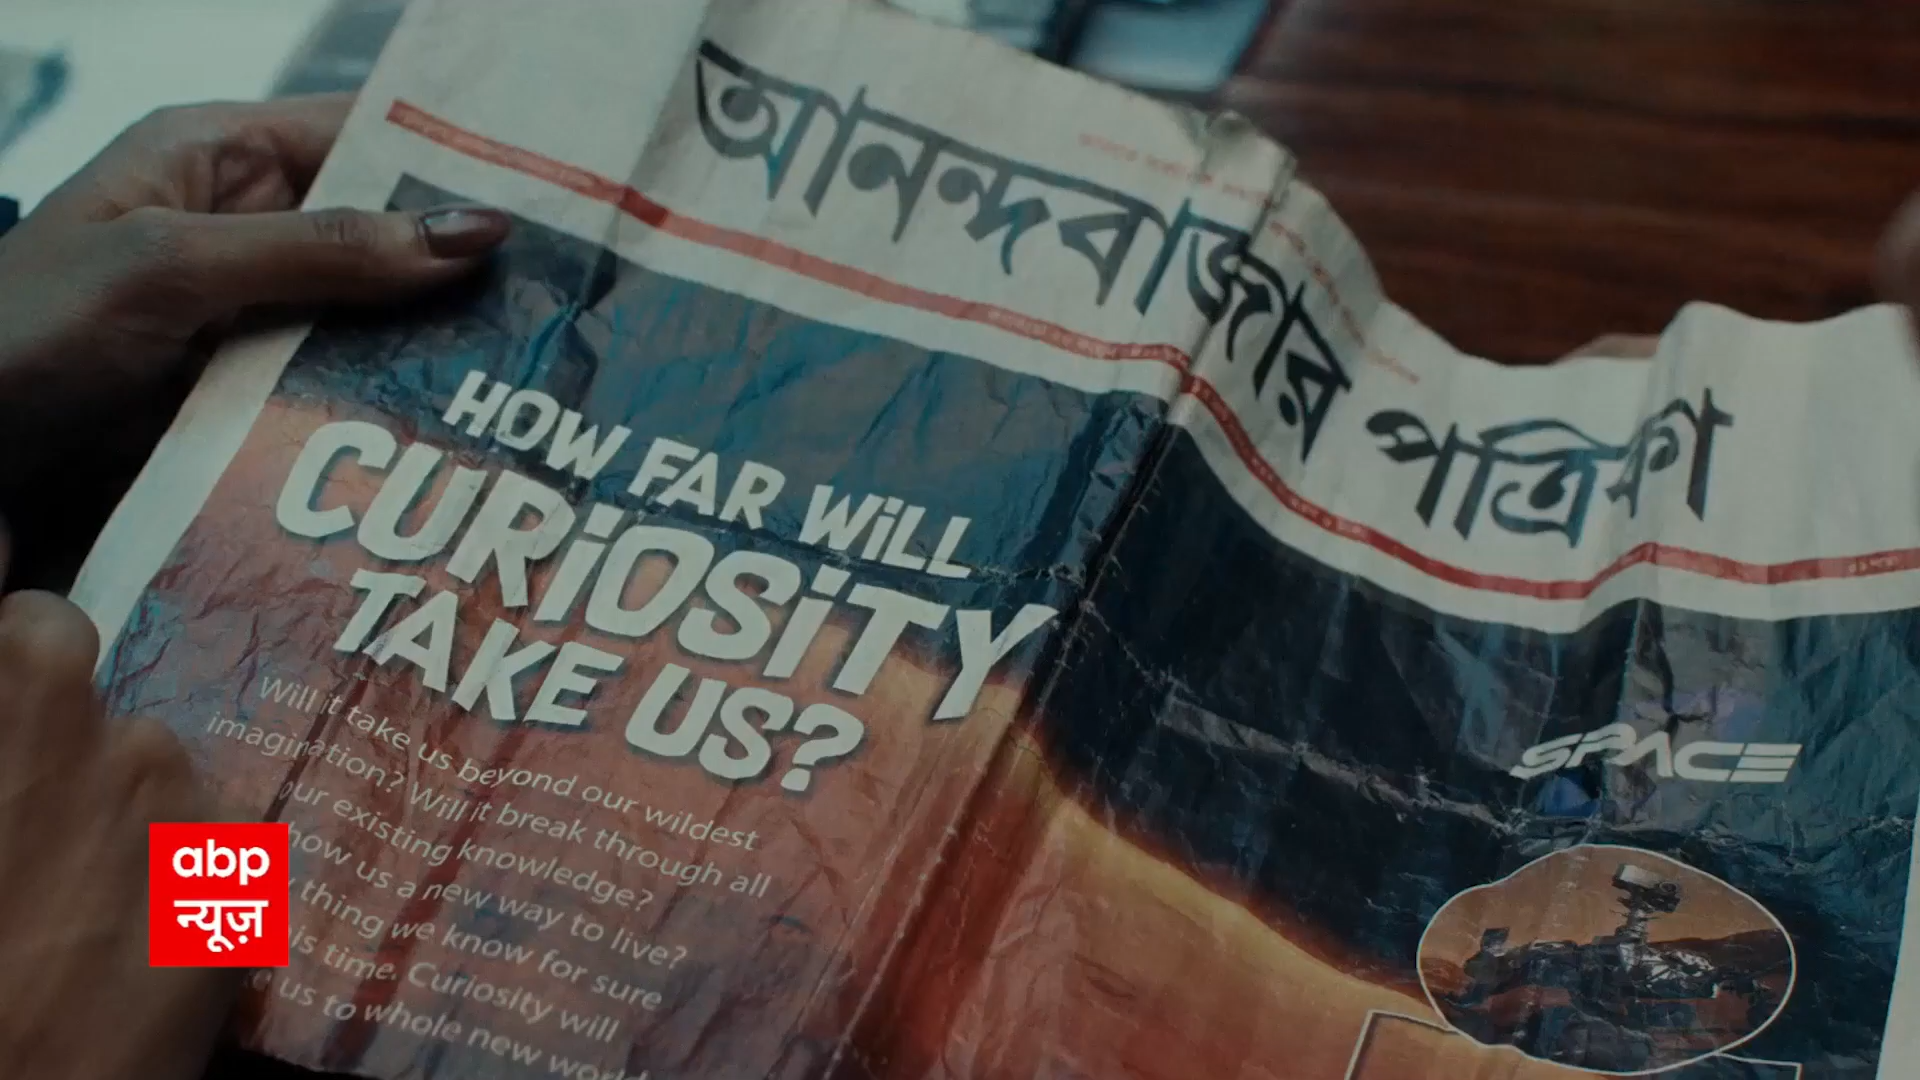 আনন্দবাজার পত্রিকা
HOW FAR WiLL
CURiOSiTY
TAKE US?
Will it take us beyond our wildest
imagination? Will it break through all
our existing knowledge?
how us a new way to live?
thing we know for sure
is time. Curiosity will
us to whole new world
SPACE
abp
न्यूज़